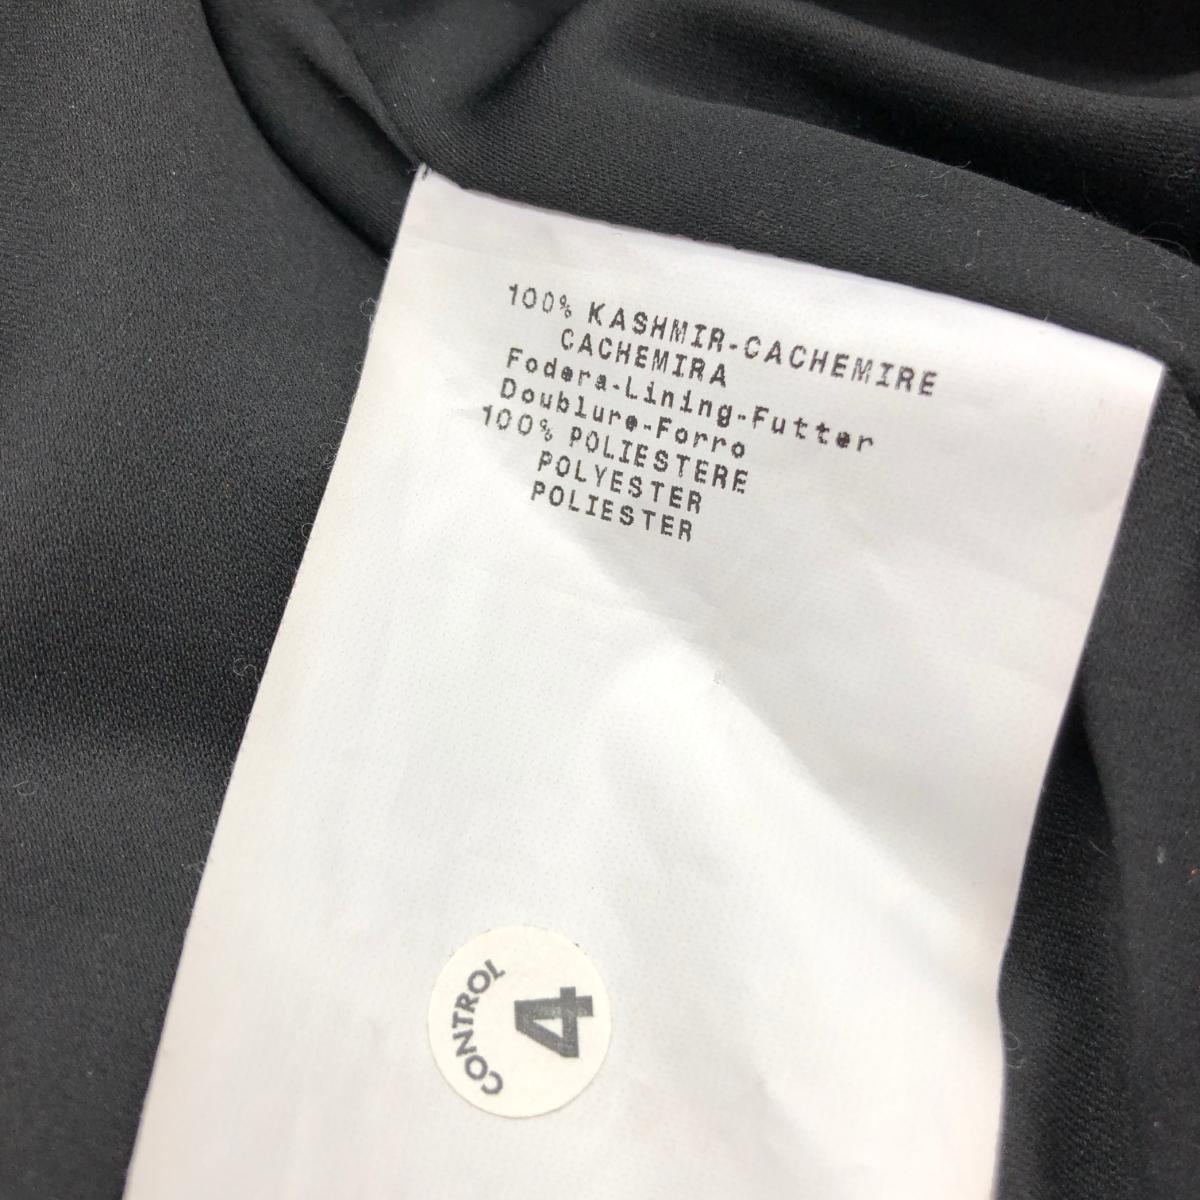 100% KASHMIR-CACHEMIRE
CACHEMIRA
Fodera-Lining-Futter
Doublure-Forro
100% POLIESTERE
POLYESTER
POLIESTER
CONTROL
4